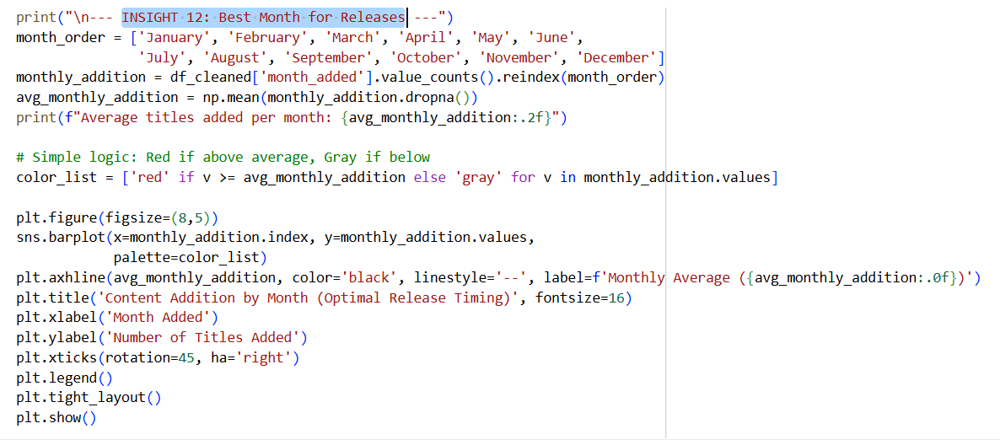 print("\n--- INSIGHT 12: Best Month for Releases ---")
month_order = ['January', 'February', 'March', 'April', 'May', 'June',
               'July', 'August', 'September', 'October', 'November', 'December']
monthly_addition = df_cleaned['month_added'].value_counts().reindex(month_order)
avg_monthly_addition = np.mean(monthly_addition.dropna())
print(f"Average titles added per month: {avg_monthly_addition:.2f}")

# Simple logic: Red if above average, Gray if below
color_list = ['red' if v >= avg_monthly_addition else 'gray' for v in monthly_addition.values]

plt.figure(figsize=(8,5))
sns.barplot(x=monthly_addition.index, y=monthly_addition.values,
            palette=color_list)
plt.axhline(avg_monthly_addition, color='black', linestyle='--', label=f'Monthly Average ({avg_monthly_addition:.0f})')
plt.title('Content Addition by Month (Optimal Release Timing)', fontsize=16)
plt.xlabel('Month Added')
plt.ylabel('Number of Titles Added')
plt.xticks(rotation=45, ha='right')
plt.legend()
plt.tight_layout()
plt.show()